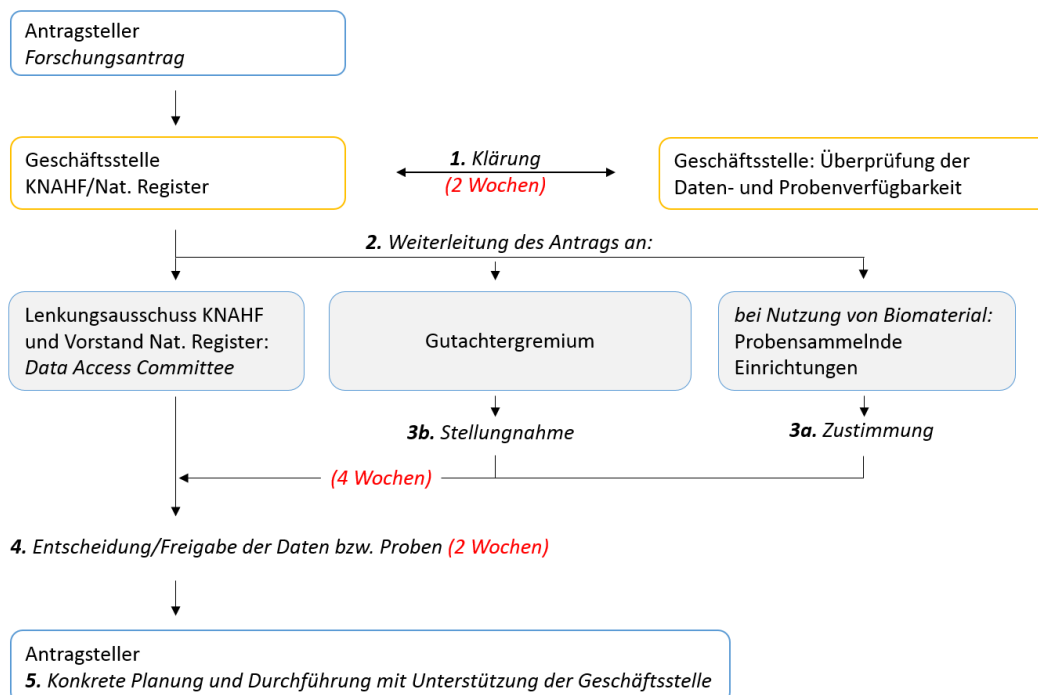 Antragsteller
Forschungsantrag
Geschäftsstelle
KNAHF/Nat. Register
1. Klärung
(2 Wochen)
Geschäftsstelle: Überprüfung der
Daten- und Probenverfügbarkeit
2. Weiterleitung des Antrags an:
Lenkungsausschuss KNAHF
und Vorstand Nat. Register:
Data Access Committee
Gutachtergremium
bei Nutzung von Biomaterial:
Probensammelnde
Einrichtungen
3b. Stellungnahme
3a. Zustimmung
(4 Wochen)
4. Entscheidung/Freigabe der Daten bzw. Proben (2 Wochen)
Antragsteller
5. Konkrete Planung und Durchführung mit Unterstützung der Geschäftsstelle